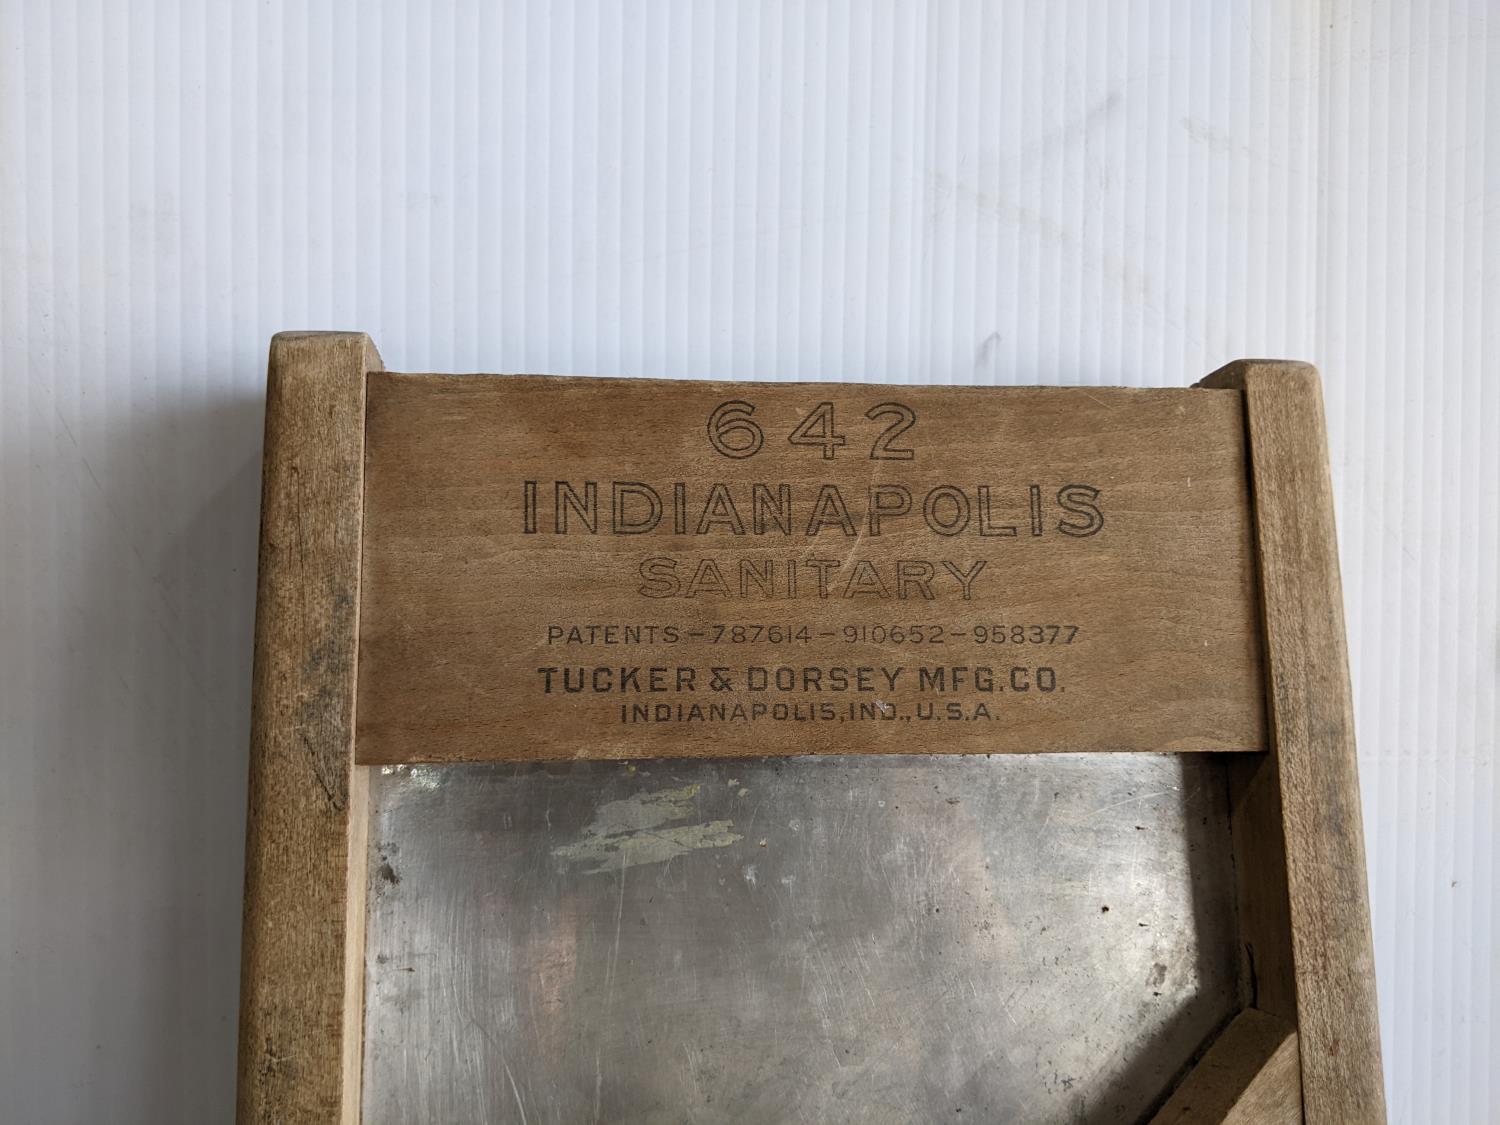 642
INDIANAPOLIS
SANITARY
PATENTS-787614-910652-958377
TUCKER & DORSEY MFG.CO.
INDIANAPOLIS, IND., U.S.A.